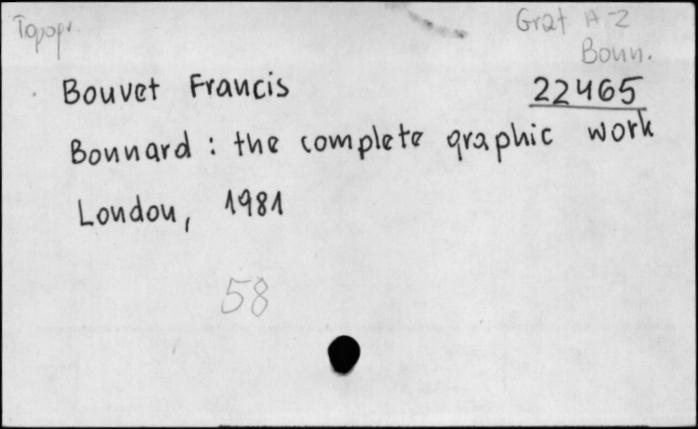 Topogr.
Graf A-Z
Bonn.
Bouvet Francis
22465
Bonnard : the complete graphic work
London, 1981
58